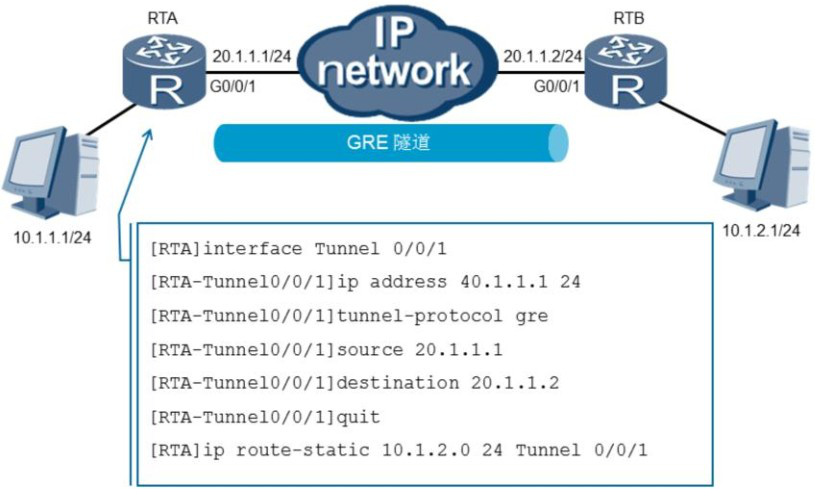 RTA
RTB
IP
network
20.1.1.1/24
20.1.1.2/24
G0/0/1
G0/0/1
R
R
GRE 隧道
10.1.1.1/24
10.1.2.1/24
[RTA]interface Tunnel 0/0/1
[RTA-Tunnel0/0/1]ip address 40.1.1.1 24
[RTA-Tunnel0/0/1]tunnel-protocol gre
[RTA-Tunnel0/0/1]source 20.1.1.1
[RTA-Tunnel0/0/1]destination 20.1.1.2
[RTA-Tunnel0/0/1]quit
[RTA]ip route-static 10.1.2.0 24 Tunnel 0/0/1